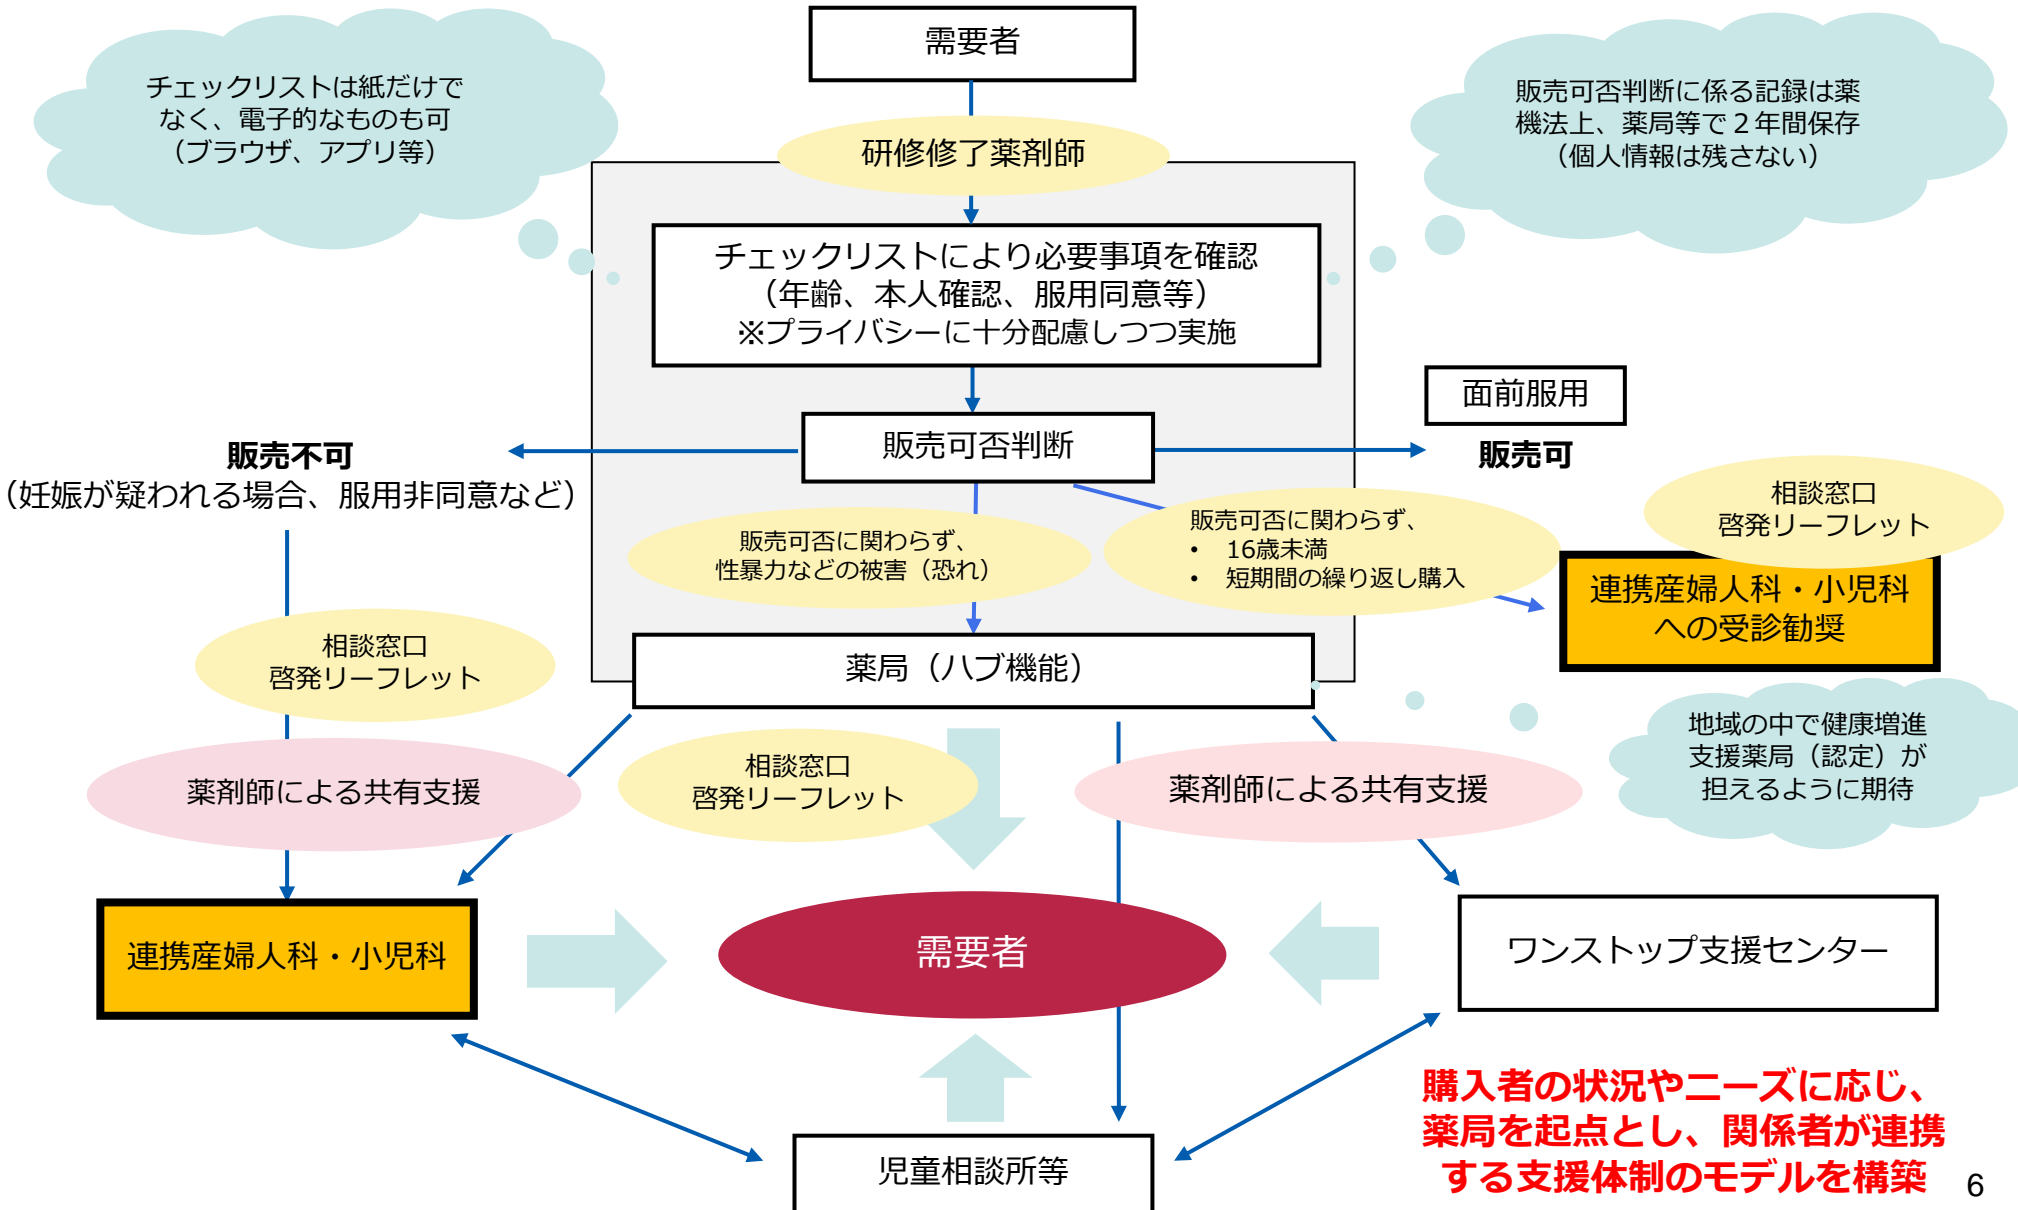 需要者
チェックリストは紙だけで
なく、電子的なものも可
（ブラウザ、アプリ等）
販売可否判断に係る記録は薬
機法上、薬局等で２年間保存
（個人情報は残さない）
研修修了薬剤師
チェックリストにより必要事項を確認
（年齢、本人確認、服用同意等）
※プライバシーに十分配慮しつつ実施
面前服用
販売可否判断
販売不可
（妊娠が疑われる場合、服用非同意など）
販売可
相談窓口
啓発リーフレット
販売可否に関わらず、
性暴力などの被害（恐れ）
販売可否に関わらず、
• 16歳未満
• 短期間の繰り返し購入
連携産婦人科・小児科
への受診勧奨
相談窓口
啓発リーフレット
薬局（ハブ機能）
地域の中で健康増進
支援薬局（認定）が
担えるように期待
薬剤師による共有支援
相談窓口
啓発リーフレット
薬剤師による共有支援
連携産婦人科・小児科
需要者
ワンストップ支援センター
児童相談所等
購入者の状況やニーズに応じ、
薬局を起点とし、関係者が連携
する支援体制のモデルを構築
6